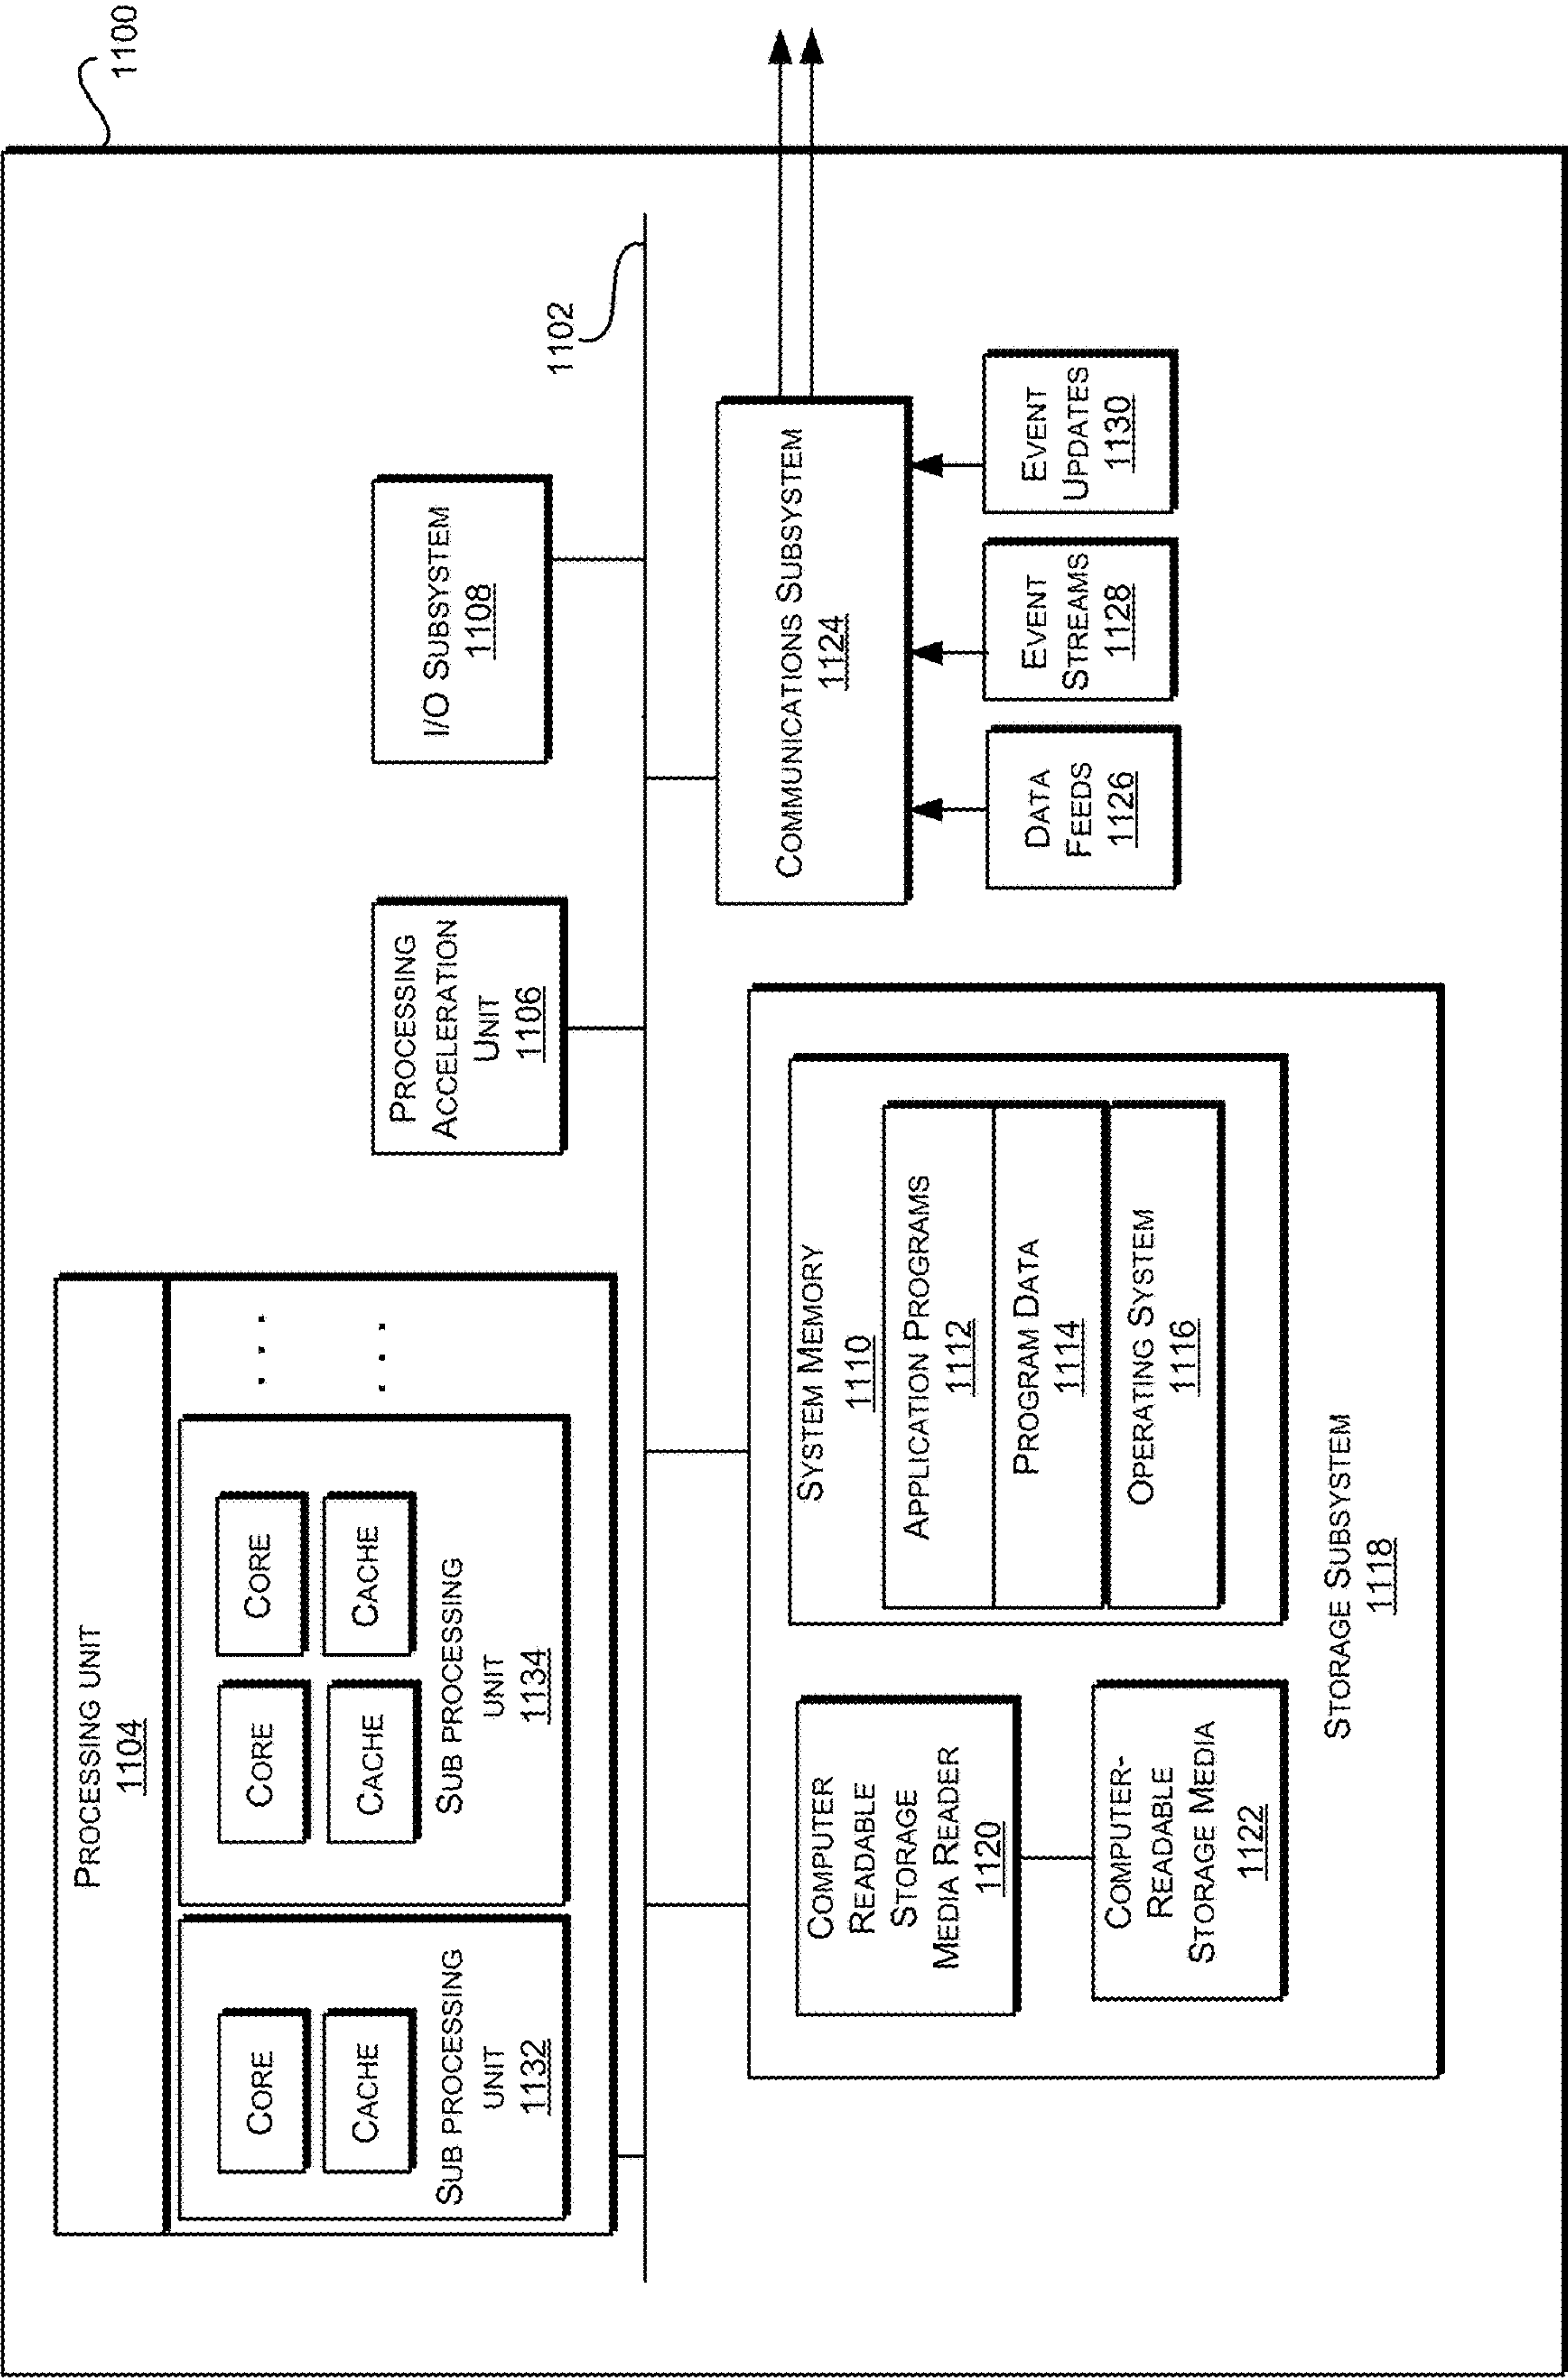 1100
PROCESSING UNIT
1104
CORE
CACHE
SUB PROCESSING
UNIT
1132
CORE
CORE
CACHE
CACHE
SUB PROCESSING
UNIT
1134
. . .
. . .
PROCESSING
ACCELERATION
UNIT
1106
I/O SUBSYSTEM
1108
1102
COMPUTER
READABLE
STORAGE
MEDIA READER
1120
COMPUTER-
READABLE
STORAGE MEDIA
1122
SYSTEM MEMORY
1110
APPLICATION PROGRAMS
1112
PROGRAM DATA
1114
OPERATING SYSTEM
1116
STORAGE SUBSYSTEM
1118
COMMUNICATIONS SUBSYSTEM
1124
DATA
FEEDS
1126
EVENT
STREAMS
1128
EVENT
UPDATES
1130